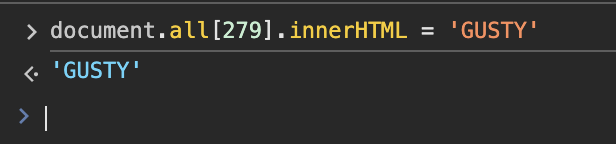 > document.all[279].innerHTML = 'GUSTY'
'GUSTY'
>